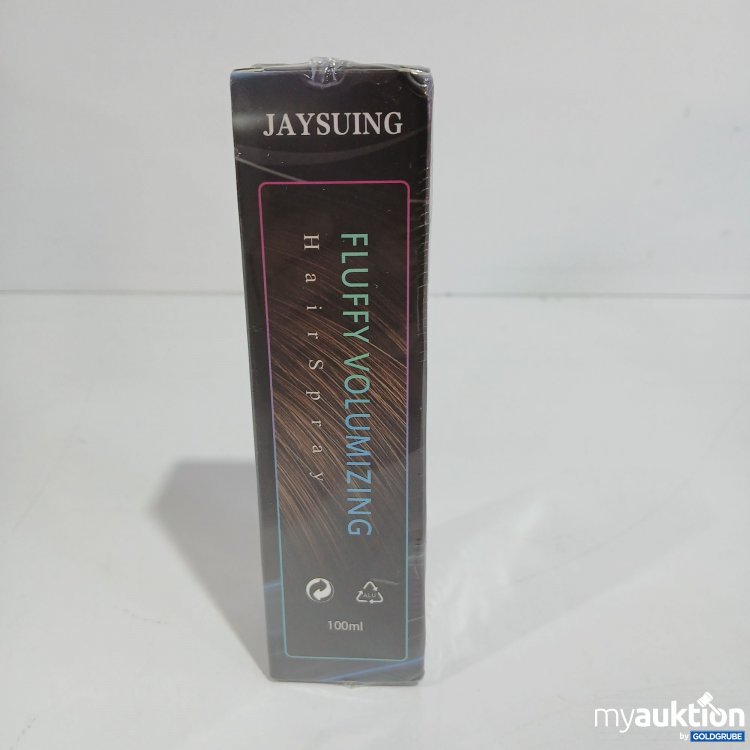 JAYSUING
FLUFFY VOLUMIZING
Hair Spray
ALU
100ml
myauktion
by GOLDGRUBE